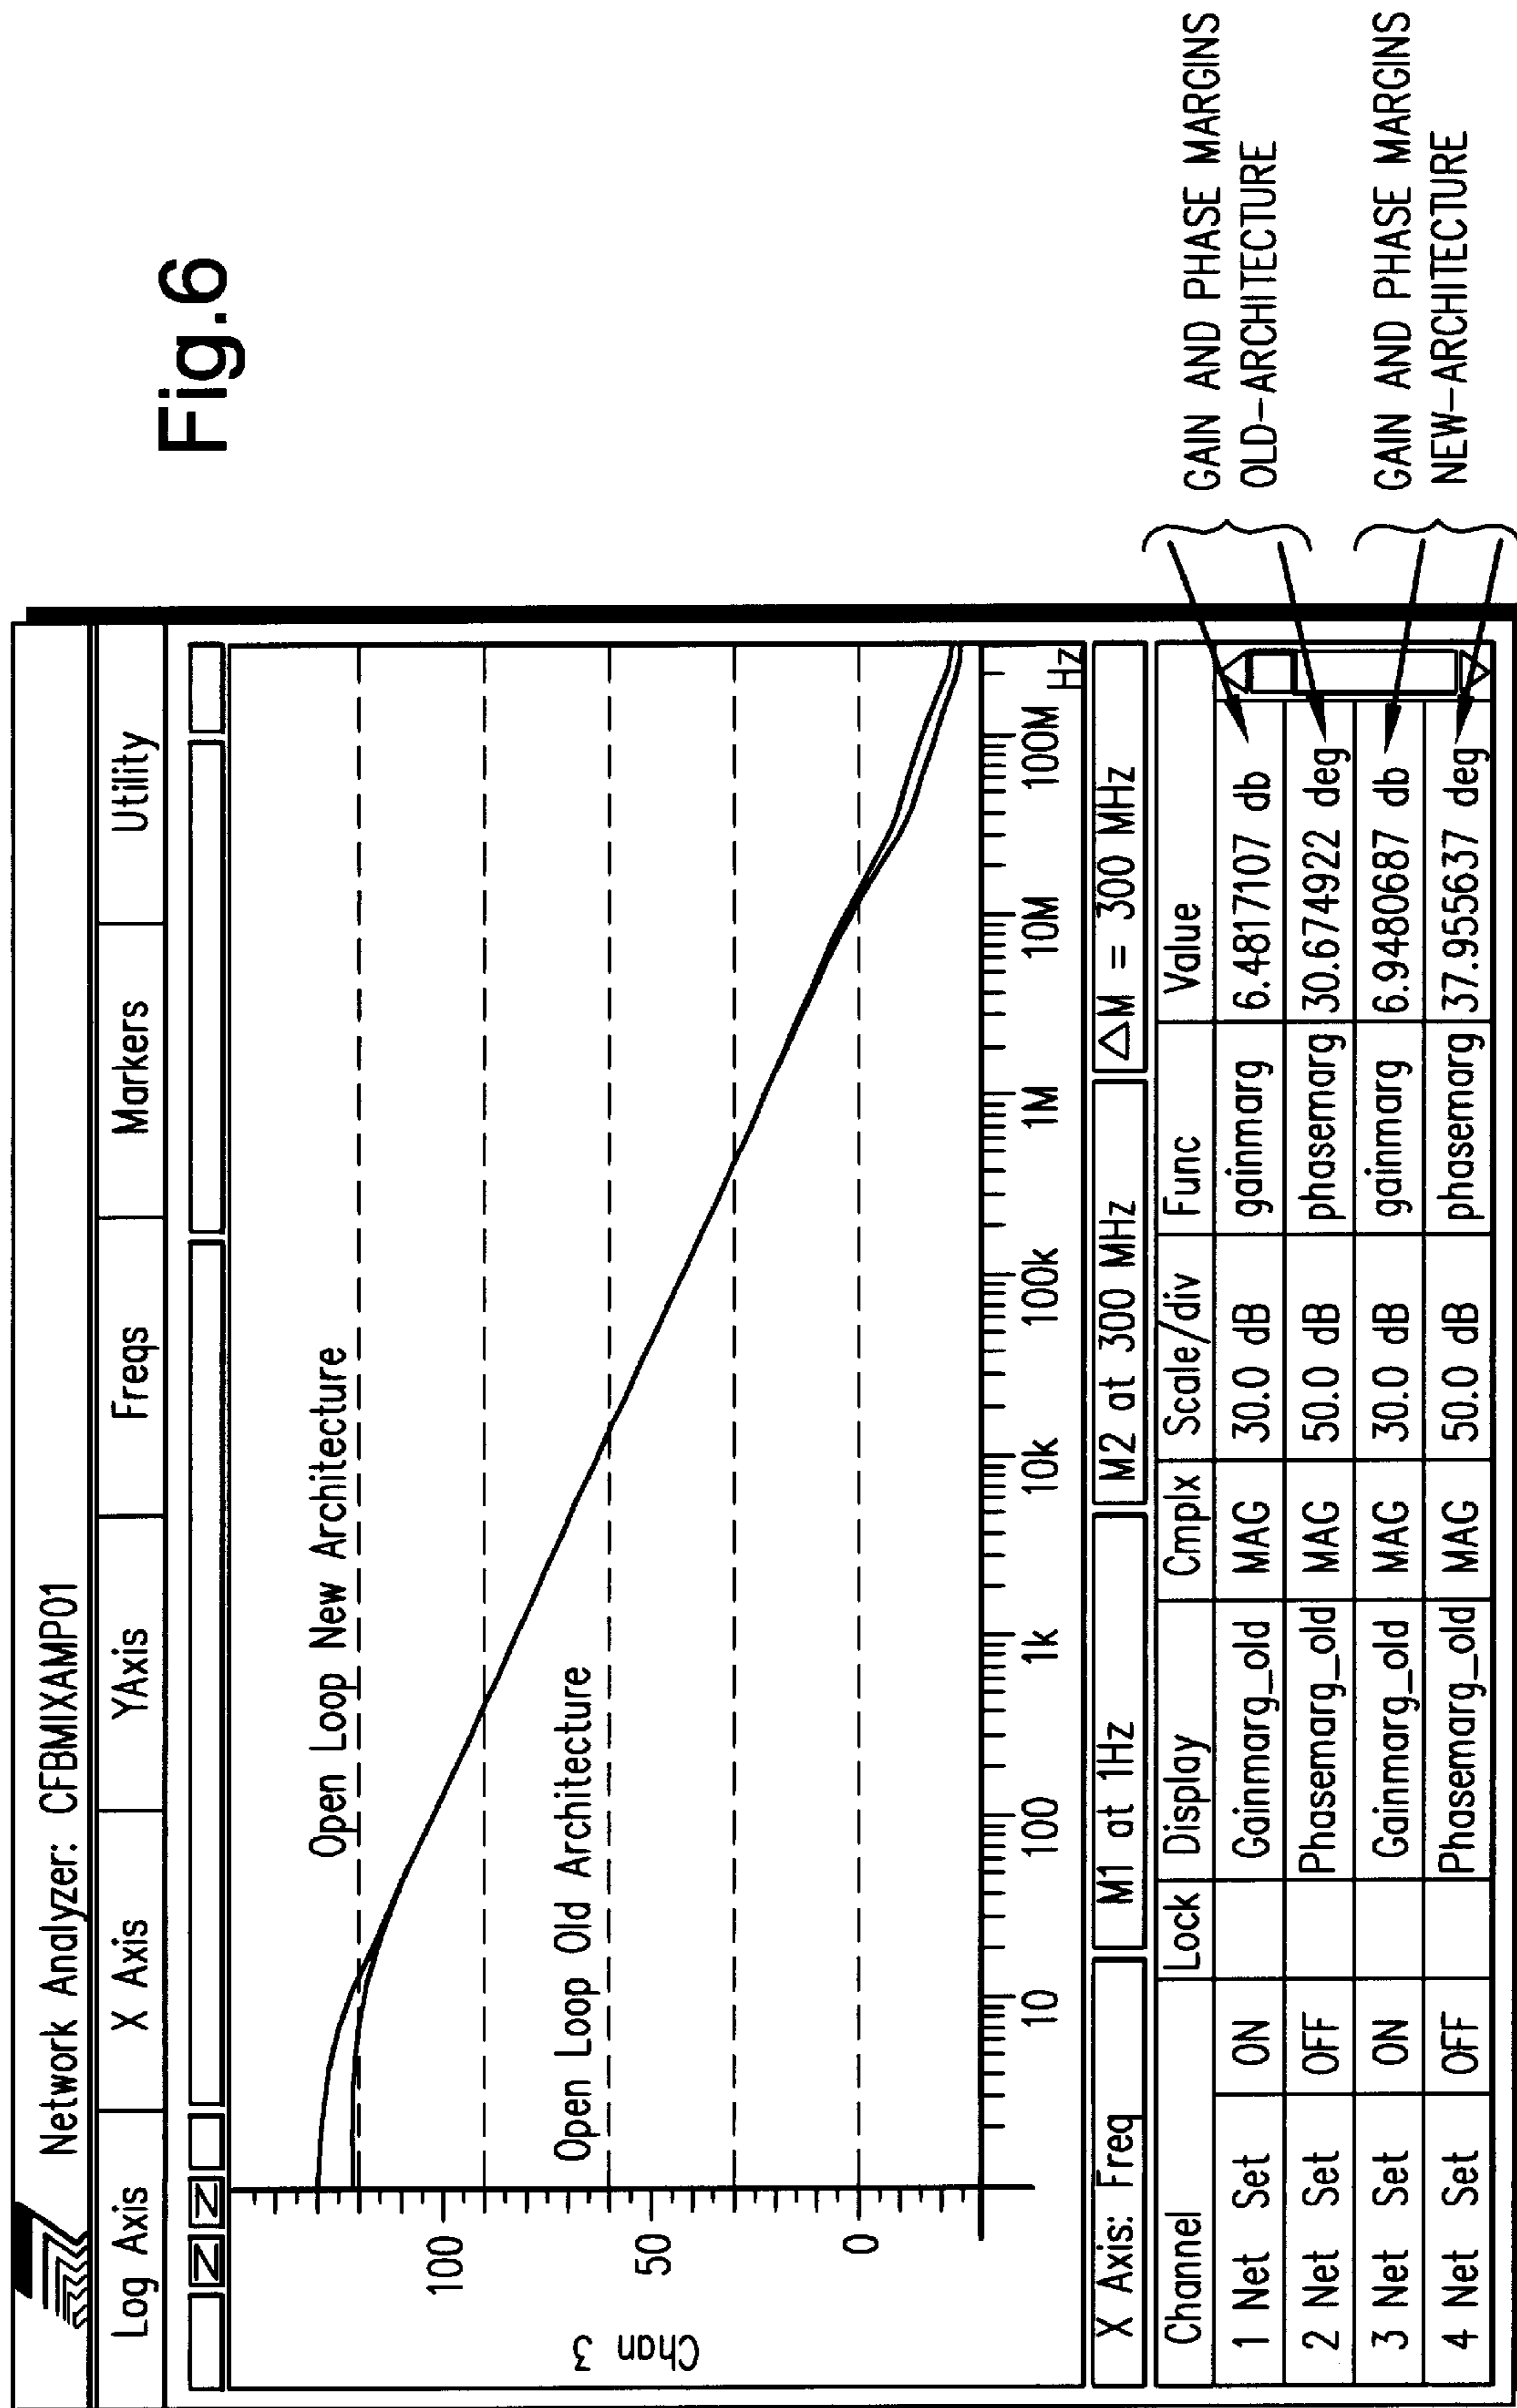 Fig.6
Network Analyzer: CFBMIXAMP01
Log Axis X Axis YAxis Freqs Markers Utility
N N
Open Loop New Architecture
Open Loop Old Architecture
Chan 3
100
50
0
10 100 1k 10k 100k 1M 10M 100M Hz
X Axis: Freq M1 at 1Hz M2 at 300 MHz △M = 300 MHz
Channel Lock Display Cmplx Scale/div Func Value
1 Net Set ON Gainmarg_old MAG 30.0 dB gainmarg 6.4817107 db
2 Net Set OFF Phasemarg_old MAG 50.0 dB phasemarg 30.674922 deg
3 Net Set ON Gainmarg_old MAG 30.0 dB gainmarg 6.9480687 db
4 Net Set OFF Phasemarg_old MAG 50.0 dB phasemarg 37.955637 deg
GAIN AND PHASE MARGINS
OLD-ARCHITECTURE
GAIN AND PHASE MARGINS
NEW-ARCHITECTURE